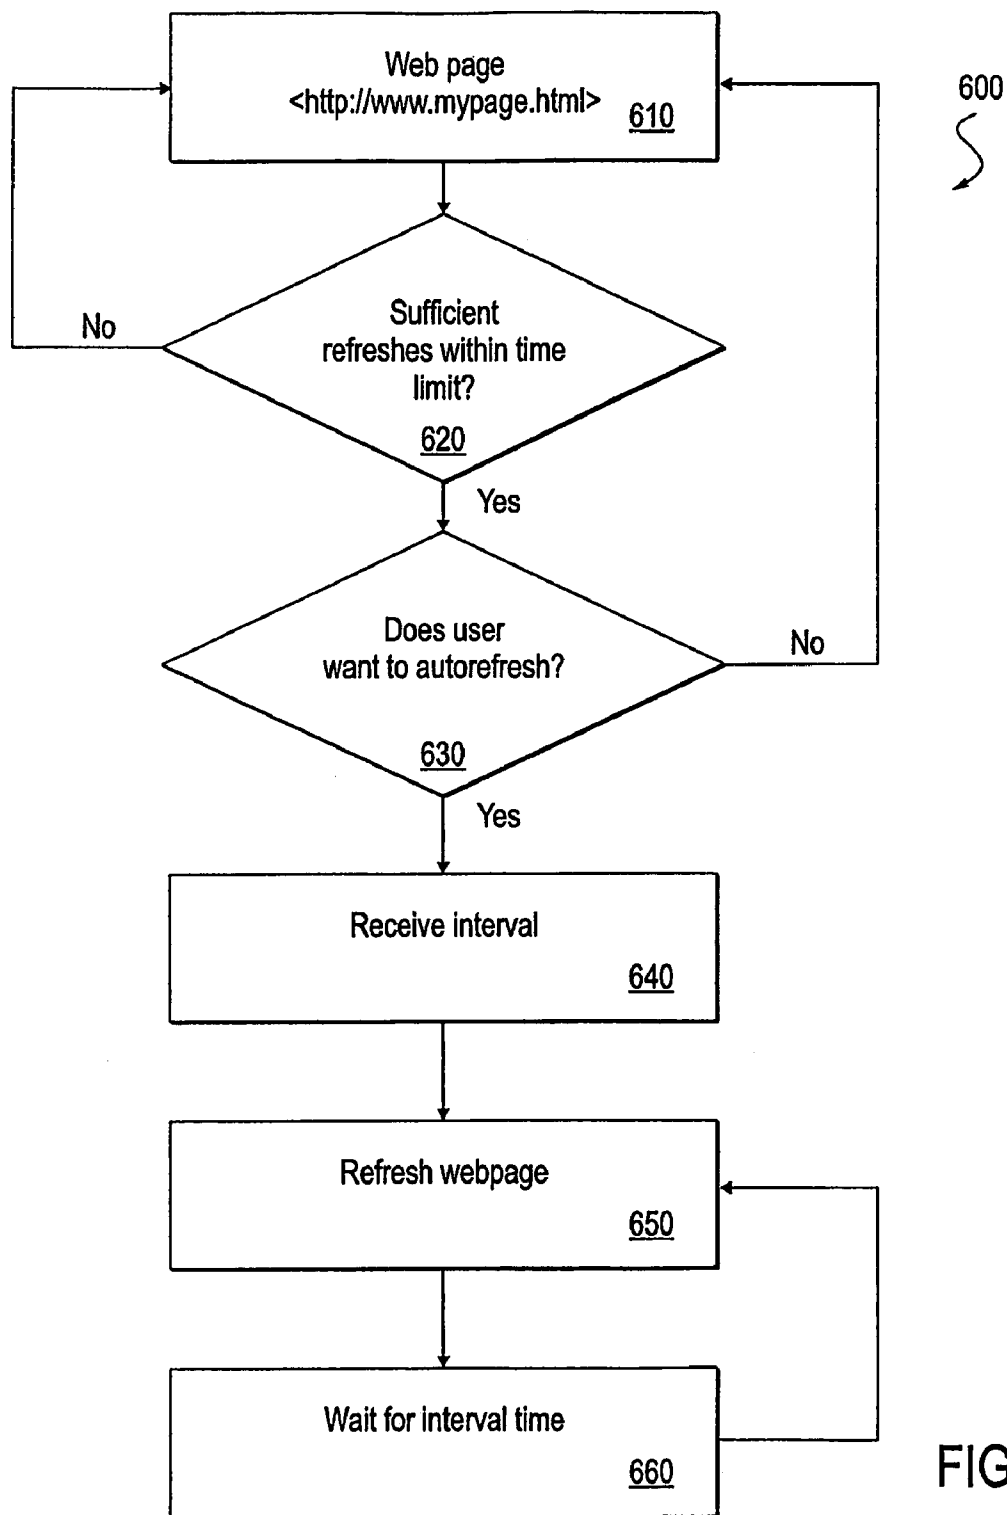 Web page
<http://www.mypage.html>
610
600
Sufficient
refreshes within time
limit?
620
No
Yes
Does user
want to autorefresh?
630
No
Yes
Receive interval
640
Refresh webpage
650
Wait for interval time
660
FIG